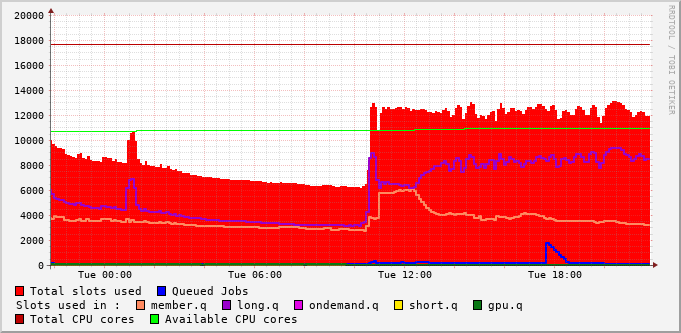 20000
18000
16000
14000
12000
10000
8000
6000
4000
2000
0
Tue 00:00 Tue 06:00 Tue 12:00 Tue 18:00
Total slots used Queued Jobs
Slots used in : member.q long.q ondemand.q short.q gpu.q
Total CPU cores Available CPU cores
RRDTOOL / TOBI OETIKER